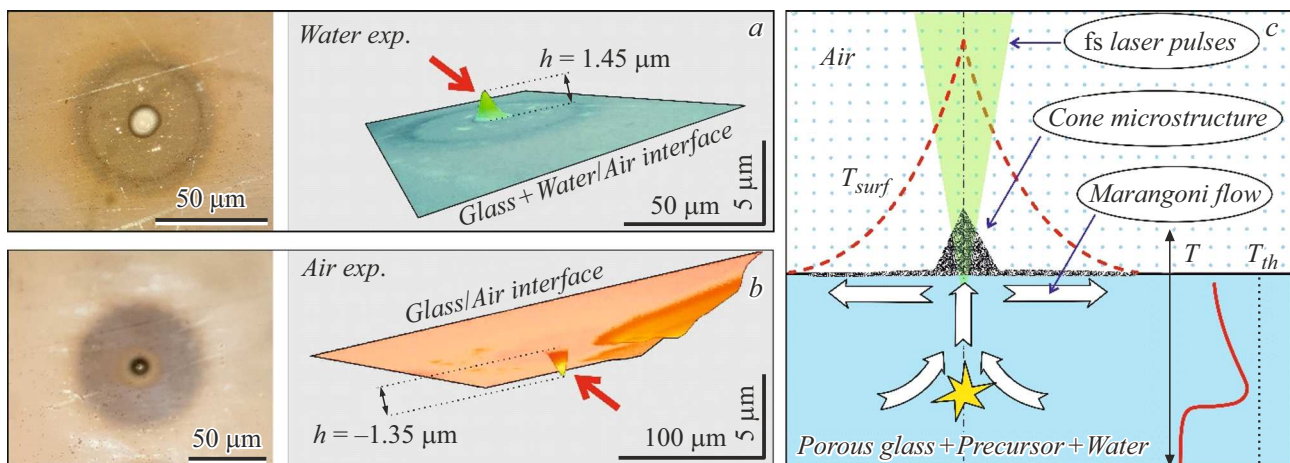 50 μm
Water exp.
a
h = 1.45 μm
Glass+Water/Air interface
50 μm
5 μm
50 μm
Air exp.
b
Glass/Air interface
h = –1.35 μm
100 μm
5 μm
c
fs laser pulses
Air
Cone microstructure
T_surf
Marangoni flow
T
T_th
Porous glass+Precursor+Water